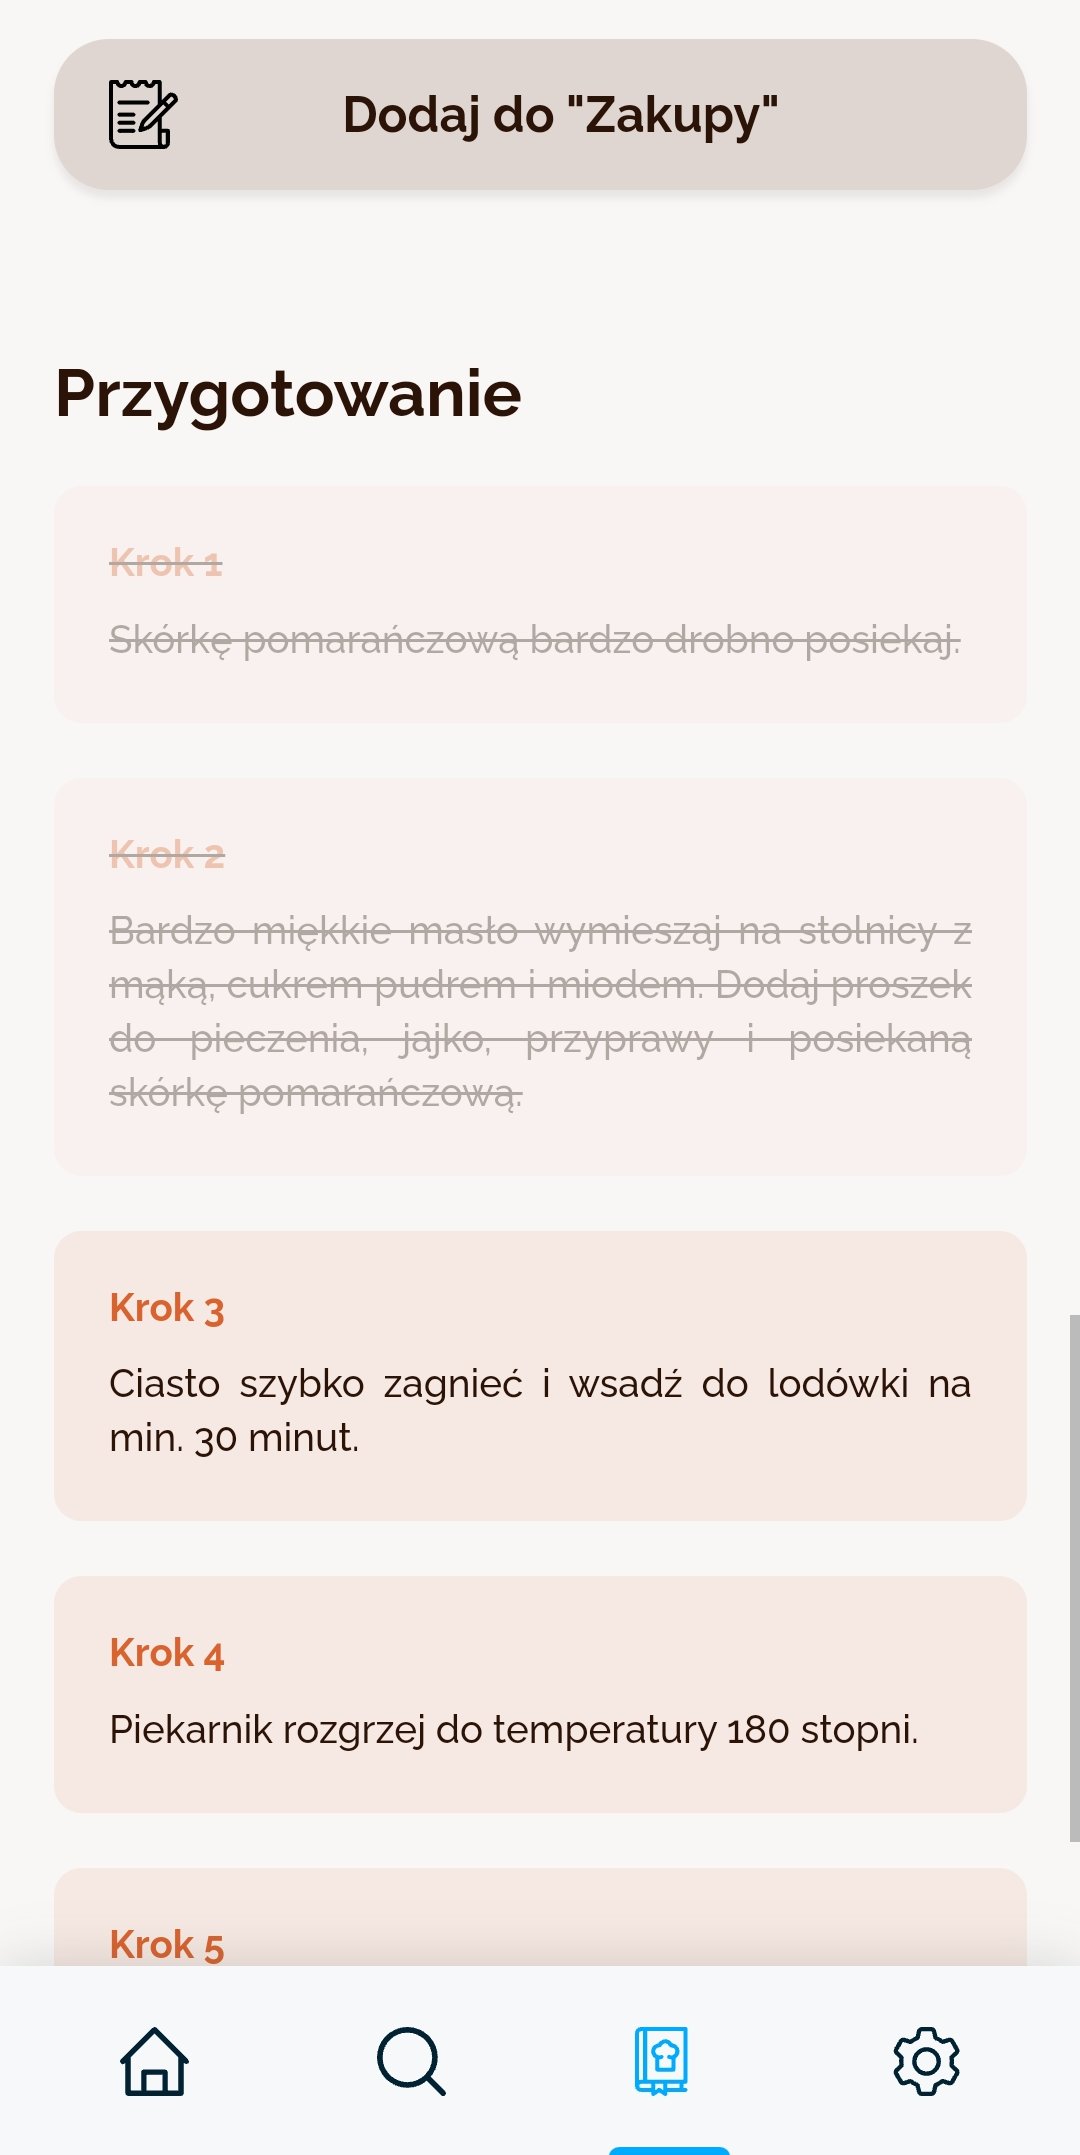 Dodaj do "Zakupy"
Przygotowanie
Krok 1
Skórkę pomarańczową bardzo drobno posiekaj.
Krok 2
Bardzo miękkie masło wymieszaj na stolnicy z
mąką, cukrem pudrem i miodem. Dodaj proszek
do pieczenia, jajko, przyprawy i posiekaną
skórkę pomarańczową.
Krok 3
Ciasto szybko zagnieć i wsadź do lodówki na
min. 30 minut.
Krok 4
Piekarnik rozgrzej do temperatury 180 stopni.
Krok 5